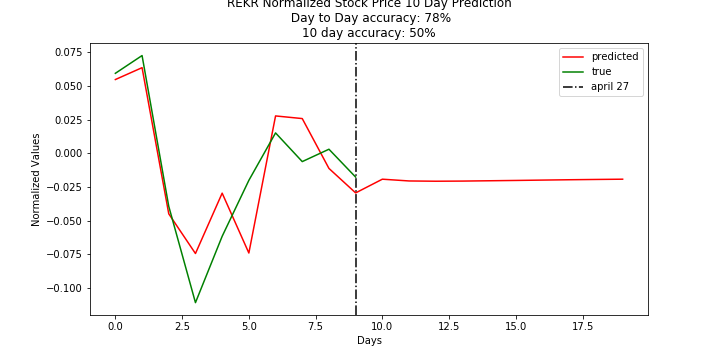 REKR Normalized Stock Price 10 Day Prediction
Day to Day accuracy: 78%
10 day accuracy: 50%
predicted
true
april 27
Normalized Values
0.075
0.050
0.025
0.000
−0.025
−0.050
−0.075
−0.100
0.0 2.5 5.0 7.5 10.0 12.5 15.0 17.5
Days